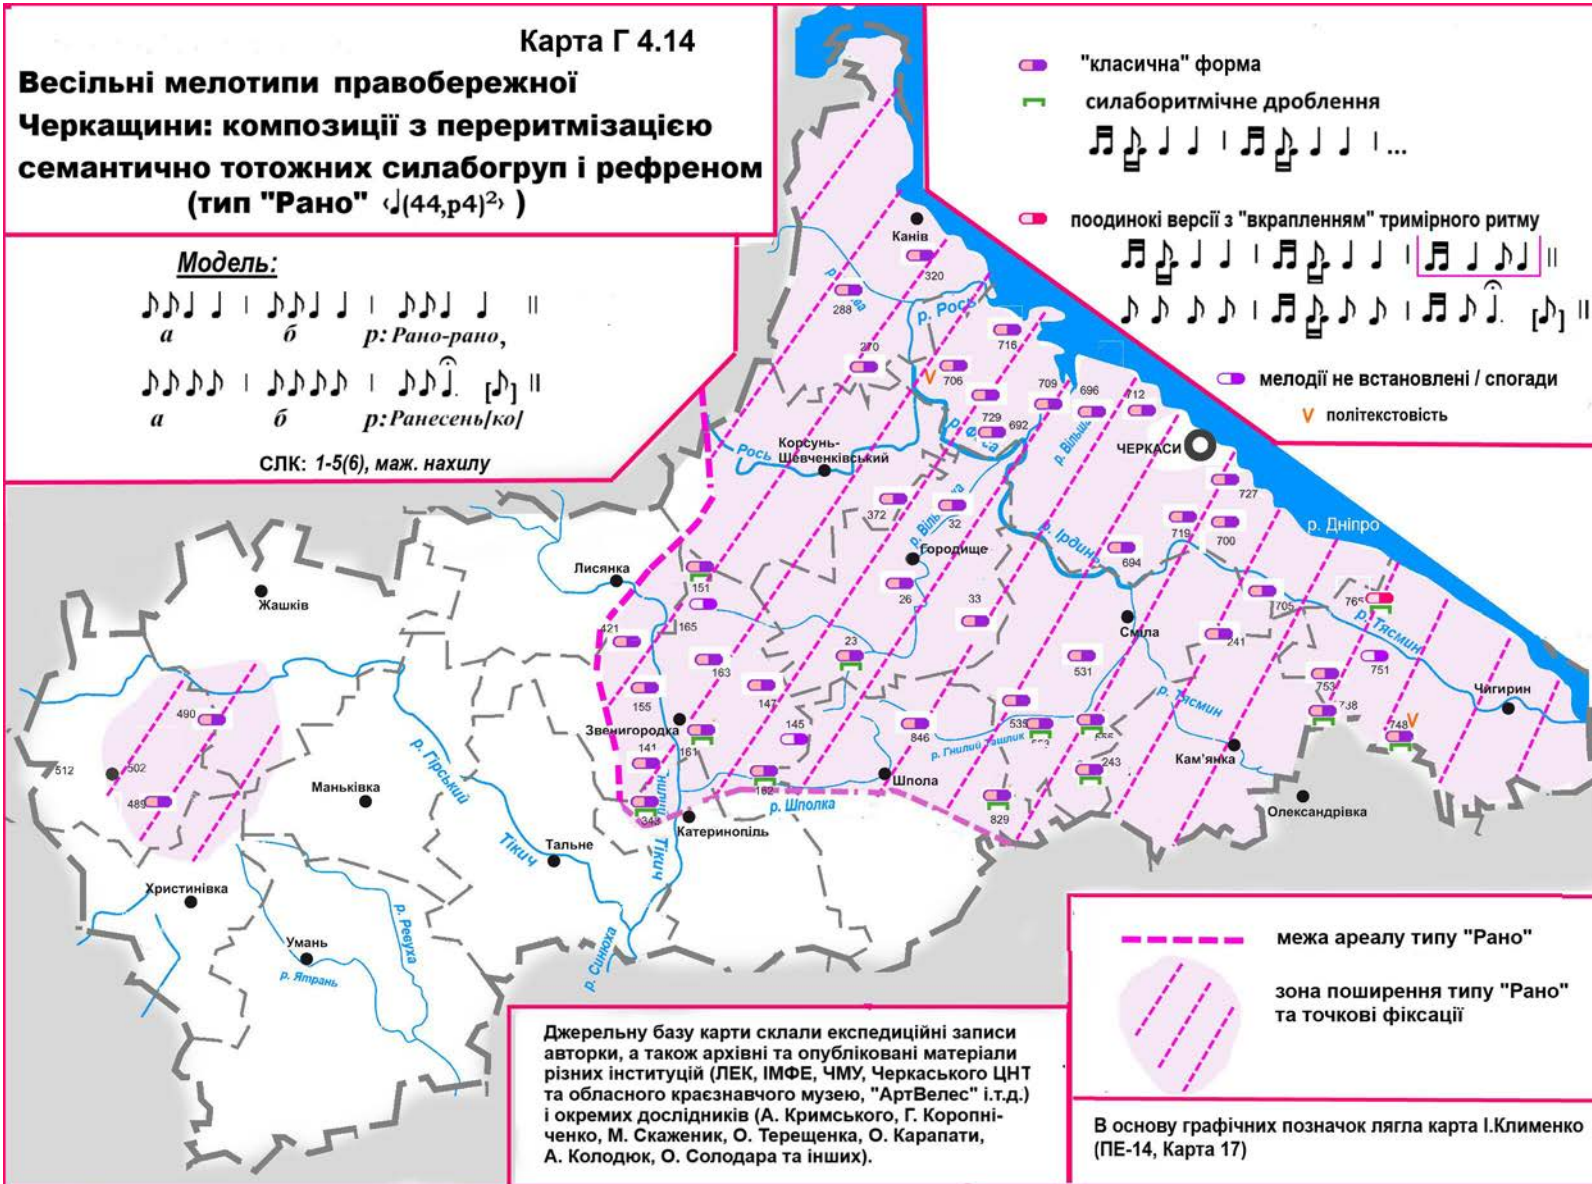 Карта Г 4.14
Весільні мелотипи правобережної
Черкащини: композиції з переритмізацією
семантично тотожних силабогруп і рефреном
(тип "Рано" ‹♩(44,р4)²› )
Модель:
а б р: Рано-рано,
а б р: Ранесень/ко/
СЛК: 1-5(6), маж. нахилу
"класична" форма
силаборитмічне дроблення
...
поодинокі версії з "вкрапленням" тримірного ритму
мелодії не встановлені / спогади
V політекстовість
Канів
320
288
р. Рось
716
270
706
V
709
696
712
729
692
р. Вільш
ЧЕРКАСИ
Корсунь-
Шевченківський
Рось
727
372
32
719
700
р. Дніпро
р. Ірдинь
Городище
694
Лисянка
151
Жашків
165
26
33
705
765
Сміла
р. Тясмин
421
23
241
163
531
751
155
147
753
р. Тясмин
Чигирин
490
Звенигородка
161
145
846
535
738
748
V
р. Гнилий Ташлик
512
502
141
Кам'янка
р. Гірський
Тікич
Маньківка
162
Шпола
243
489
343
р. Шполка
829
Олександрівка
Катеринопіль
Тікич
Тальне
Христинівка
р. Ревуха
Умань
р. Ятрань
р. Синюха
межа ареалу типу "Рано"
зона поширення типу "Рано"
та точкові фіксації
Джерельну базу карти склали експедиційні записи
авторки, а також архівні та опубліковані матеріали
різних інституцій (ЛЕК, ІМФЕ, ЧМУ, Черкаського ЦНТ
та обласного краєзнавчого музею, "АртВелес" і.т.д.)
і окремих дослідників (А. Кримського, Г. Коропні-
ченко, М. Скаженик, О. Терещенка, О. Карапати,
А. Колодюк, О. Солодара та інших).
В основу графічних позначок лягла карта І.Клименко
(ПЕ-14, Карта 17)